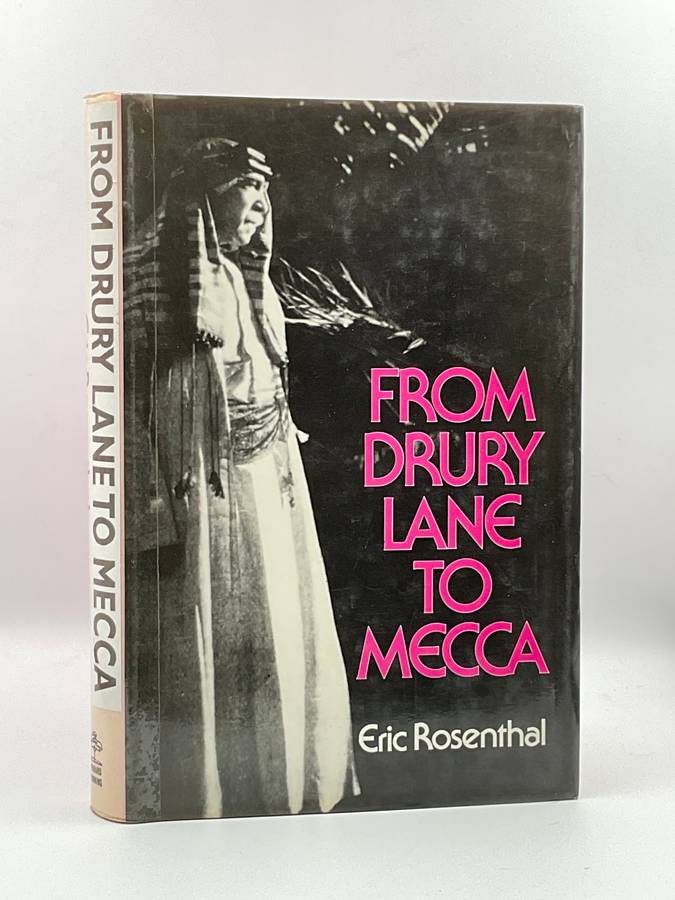 FROM DRURY LANE TO MECCA
FROM
DRURY
LANE
TO
MECCA
Eric Rosenthal